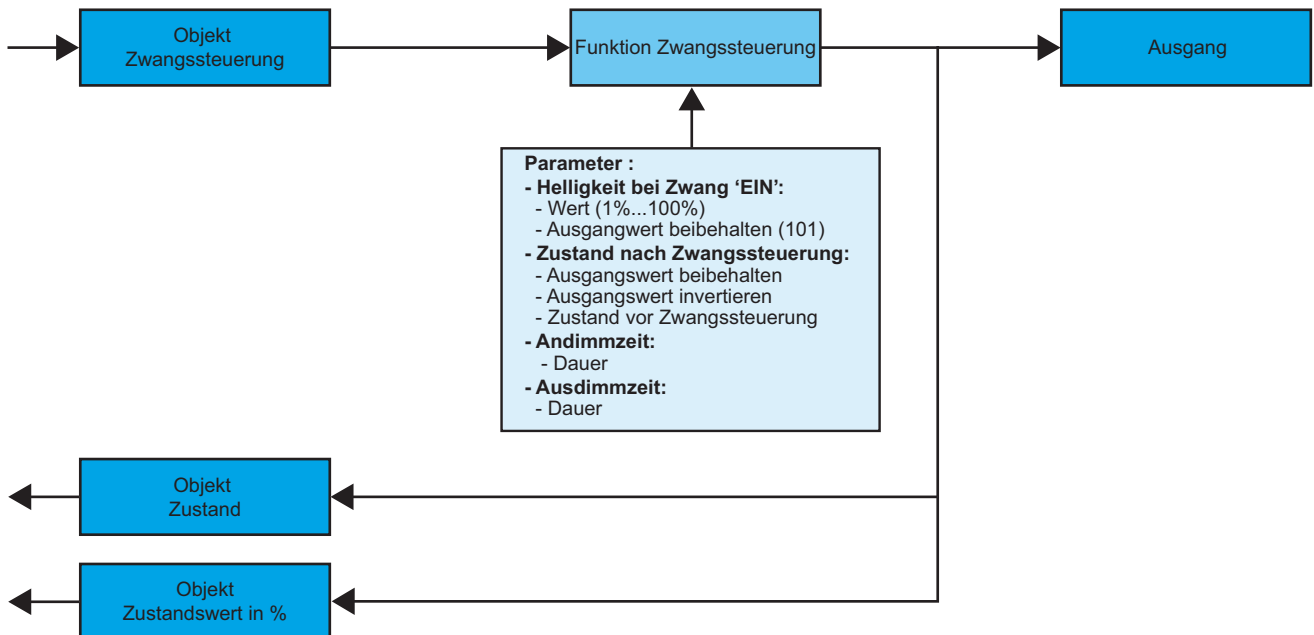 Objekt
Zwangssteuerung
Funktion Zwangssteuerung
Ausgang
Parameter :
- Helligkeit bei Zwang ‘EIN’:
- Wert (1%...100%)
- Ausgangwert beibehalten (101)
- Zustand nach Zwangssteuerung:
- Ausgangswert beibehalten
- Ausgangswert invertieren
- Zustand vor Zwangssteuerung
- Andimmzeit:
- Dauer
- Ausdimmzeit:
- Dauer
Objekt
Zustand
Objekt
Zustandswert in %